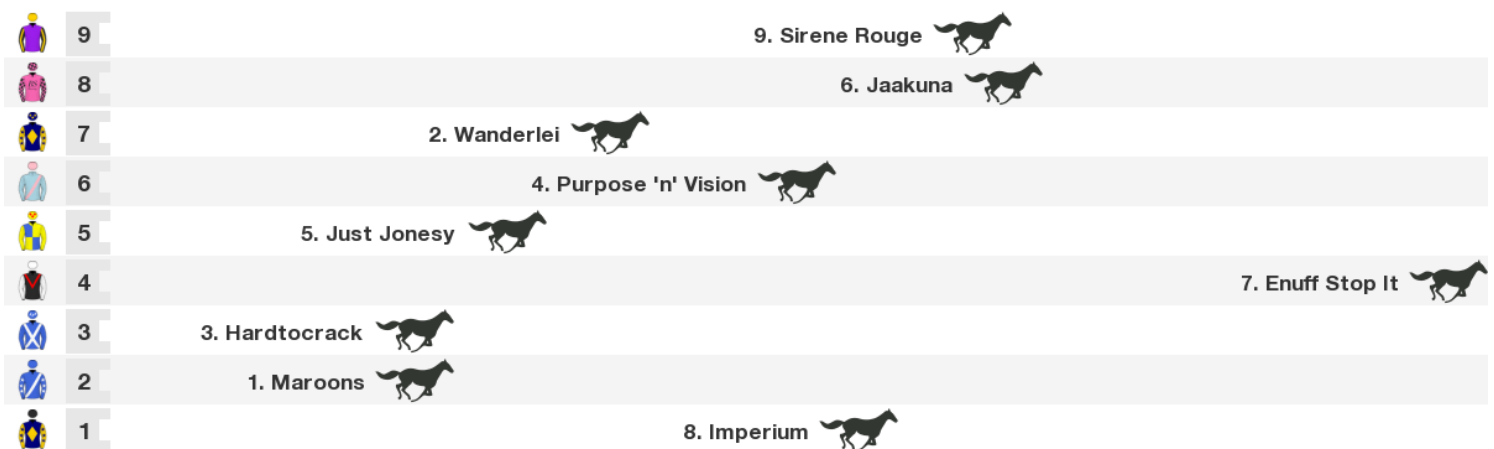 9 9. Sirene Rouge
8 6. Jaakuna
7 2. Wanderlei
6 4. Purpose 'n' Vision
5 5. Just Jonesy
4 7. Enuff Stop It
3 3. Hardtocrack
2 1. Maroons
1 8. Imperium